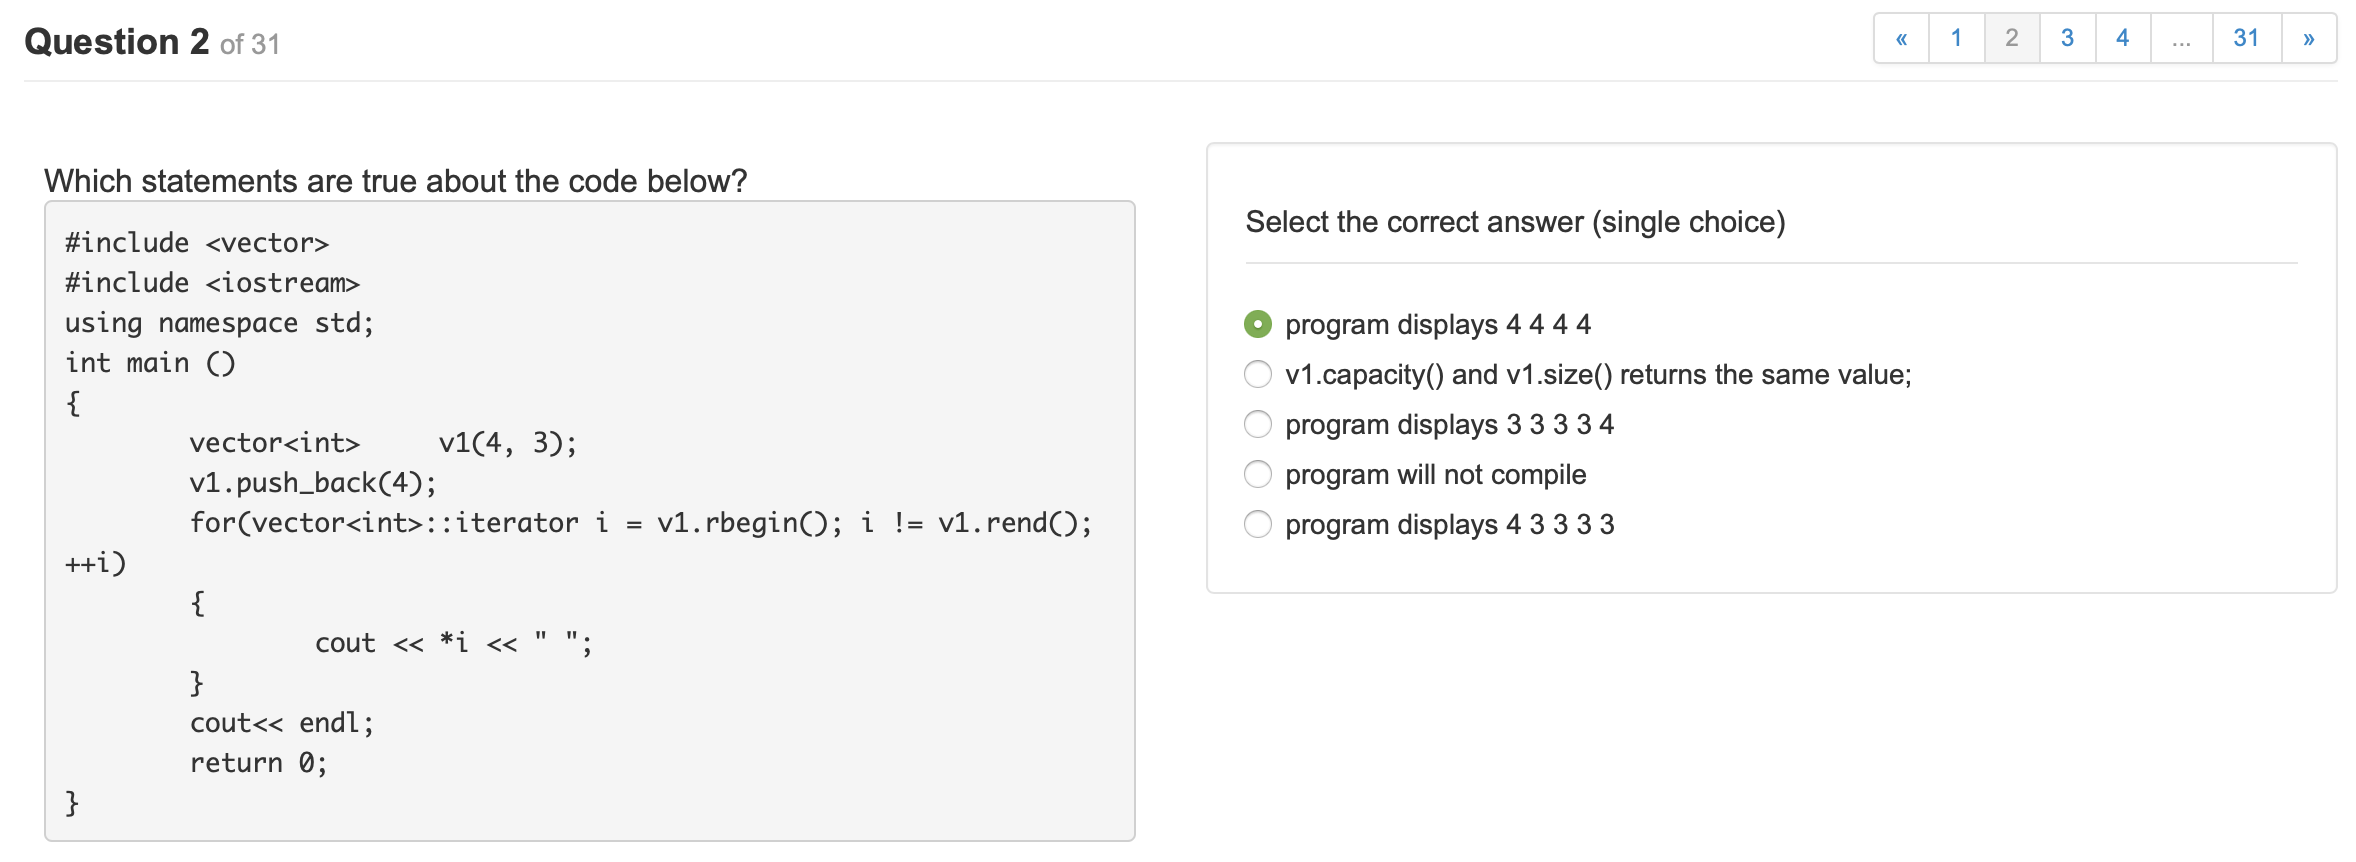 Question 2 of 31
« 1 2 3 4 ... 31 »
Which statements are true about the code below?
#include <vector>
#include <iostream>
using namespace std;
int main ()
{
        vector<int>     v1(4, 3);
        v1.push_back(4);
        for(vector<int>::iterator i = v1.rbegin(); i != v1.rend();
++i)
        {
                cout << *i << " ";
        }
        cout<< endl;
        return 0;
}
Select the correct answer (single choice)
program displays 4 4 4 4
v1.capacity() and v1.size() returns the same value;
program displays 3 3 3 3 4
program will not compile
program displays 4 3 3 3 3